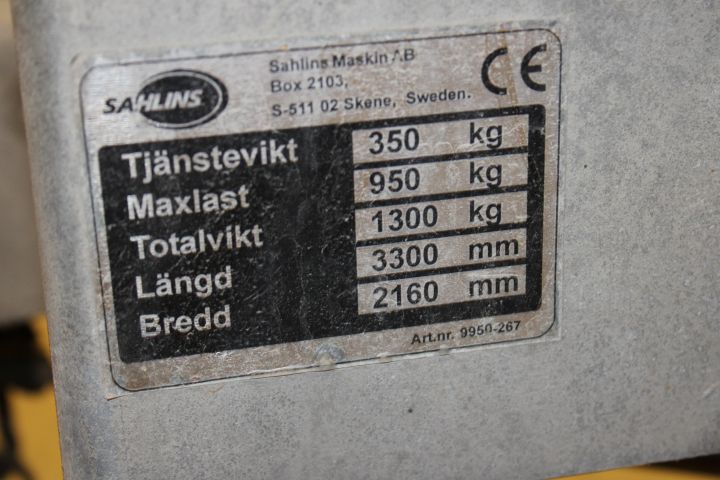 SAHLINS
Sahlins Maskin AB
Box 2103,
S-511 02 Skene, Sweden.
CE
Tjänstevikt 350 kg
Maxlast 950 kg
Totalvikt 1300 kg
Längd 3300 mm
Bredd 2160 mm
Art.nr. 9950-267